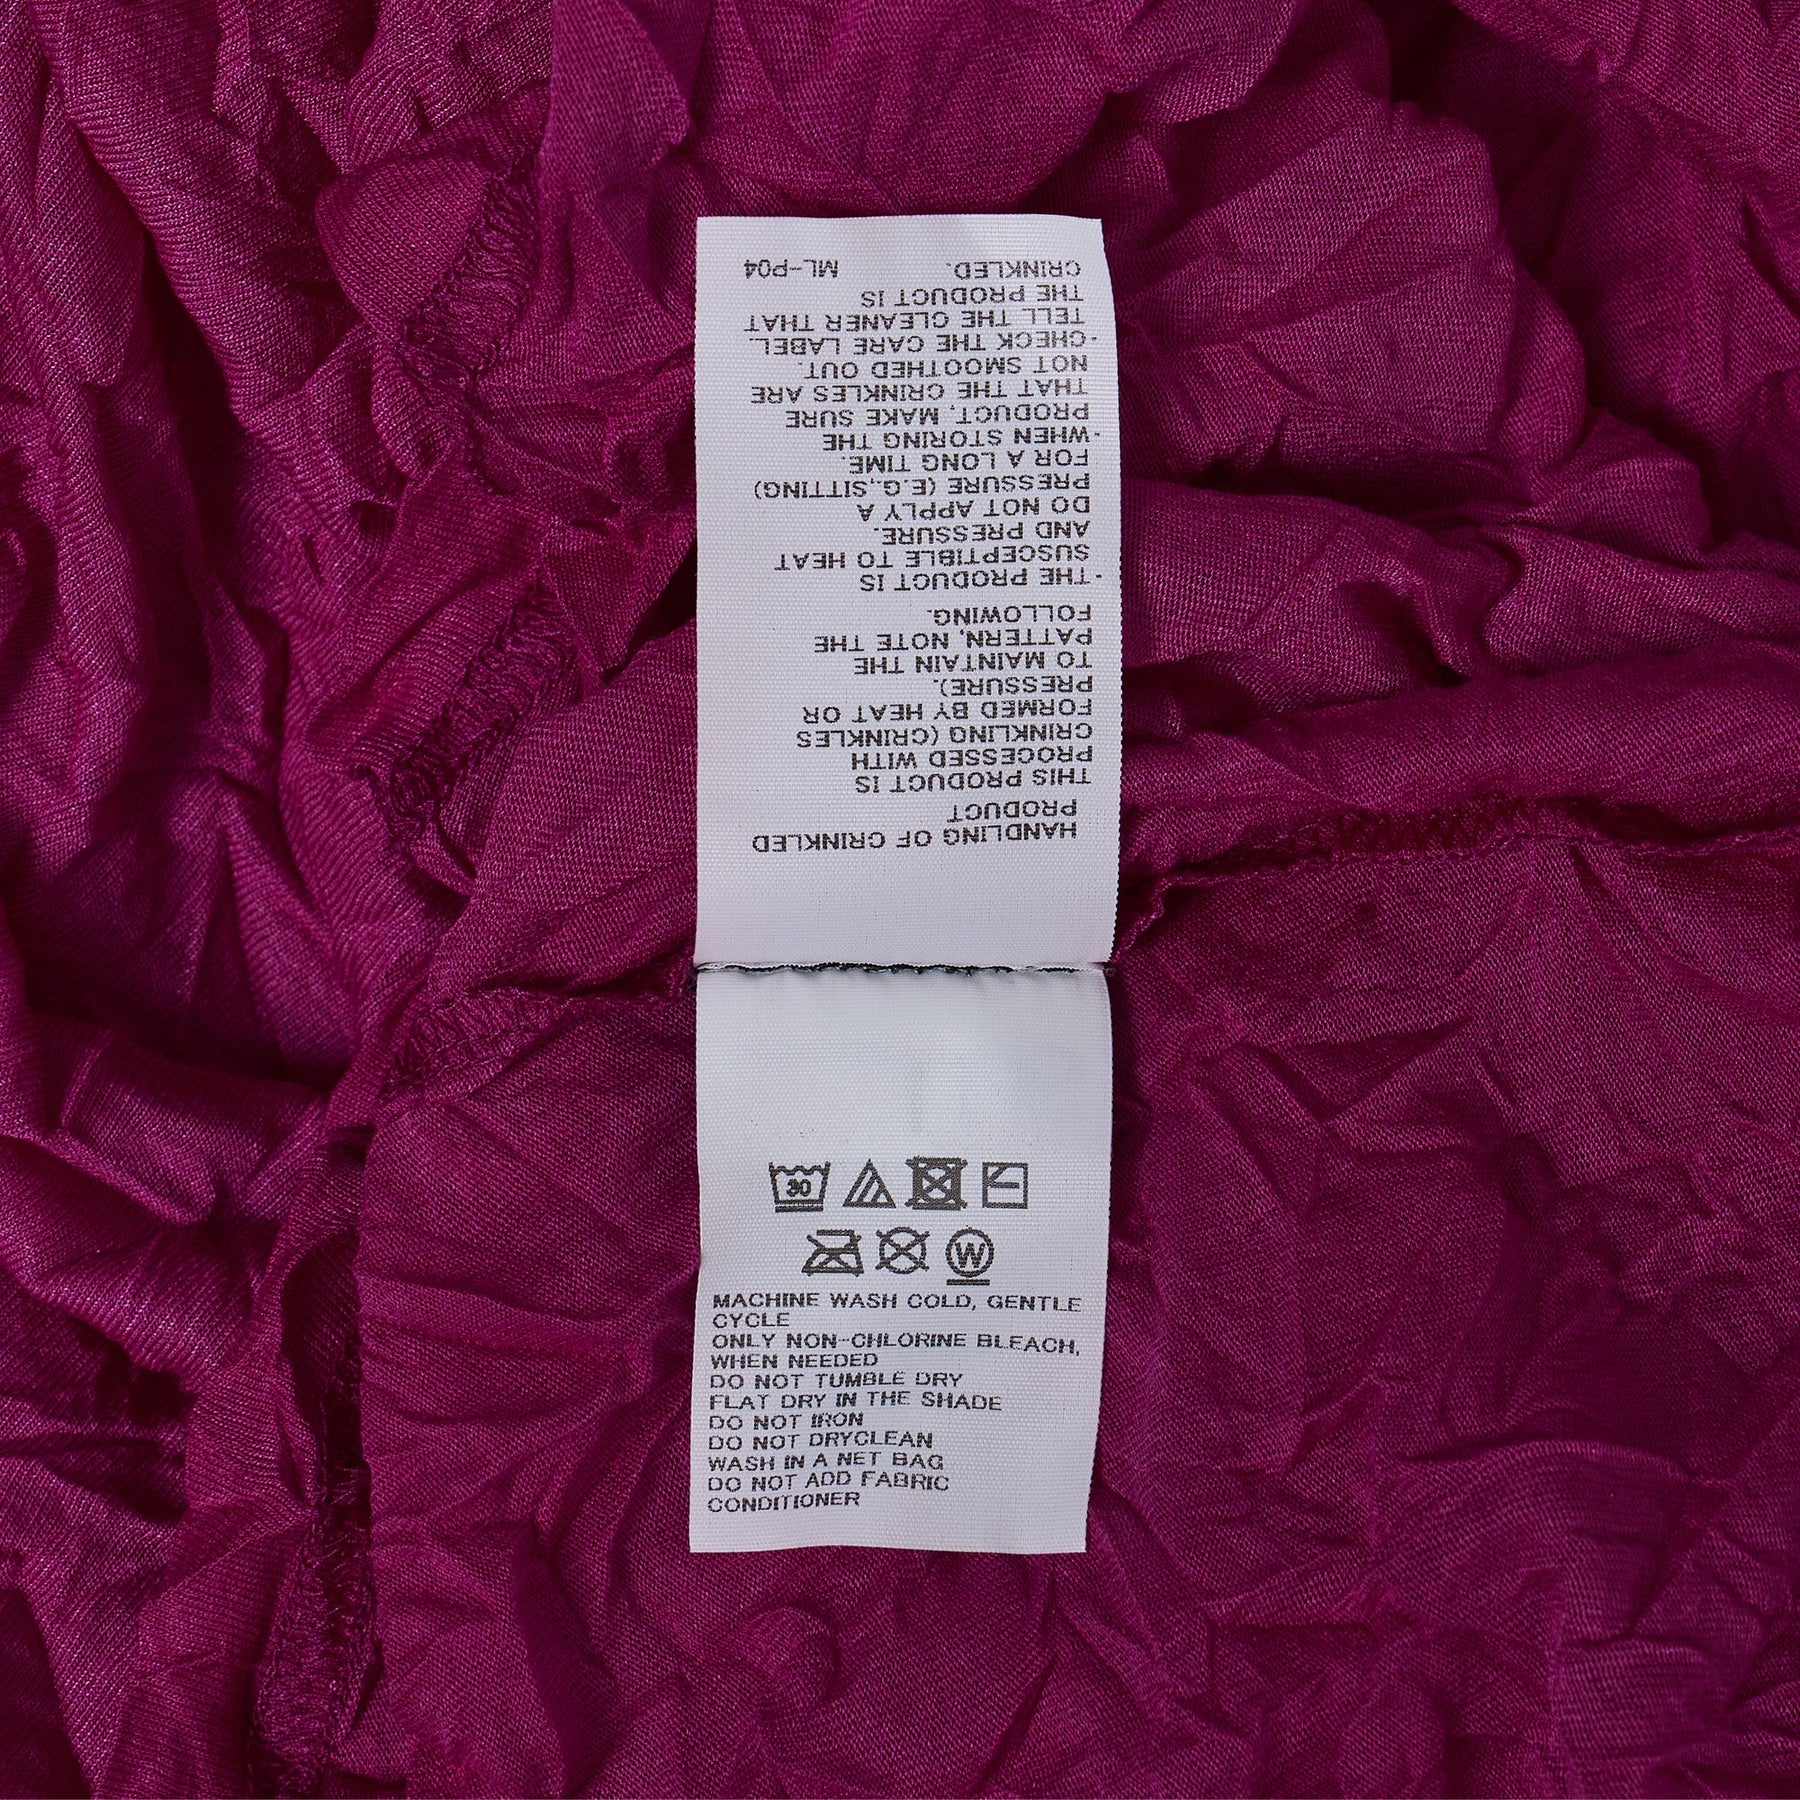 HANDLING OF CRINKLED
PRODUCT
THIS PRODUCT IS
PROCESSED WITH
CRINKLING (CRINKLES
FORMED BY HEAT OR
PRESSURE).
TO MAINTAIN THE
PATTERN, NOTE THE
FOLLOWING.
·THE PRODUCT IS
SUSCEPTIBLE TO HEAT
AND PRESSURE.
DO NOT APPLY A
PRESSURE (E.G.,SITTING)
FOR A LONG TIME.
·WHEN STORING THE
PRODUCT, MAKE SURE
THAT THE CRINKLES ARE
NOT SMOOTHED OUT.
·CHECK THE CARE LABEL.
TELL THE CLEANER THAT
THE PRODUCT IS
CRINKLED. ML-P04
30
W
MACHINE WASH COLD, GENTLE
CYCLE
ONLY NON-CHLORINE BLEACH,
WHEN NEEDED
DO NOT TUMBLE DRY
FLAT DRY IN THE SHADE
DO NOT IRON
DO NOT DRYCLEAN
WASH IN A NET BAG
DO NOT ADD FABRIC
CONDITIONER